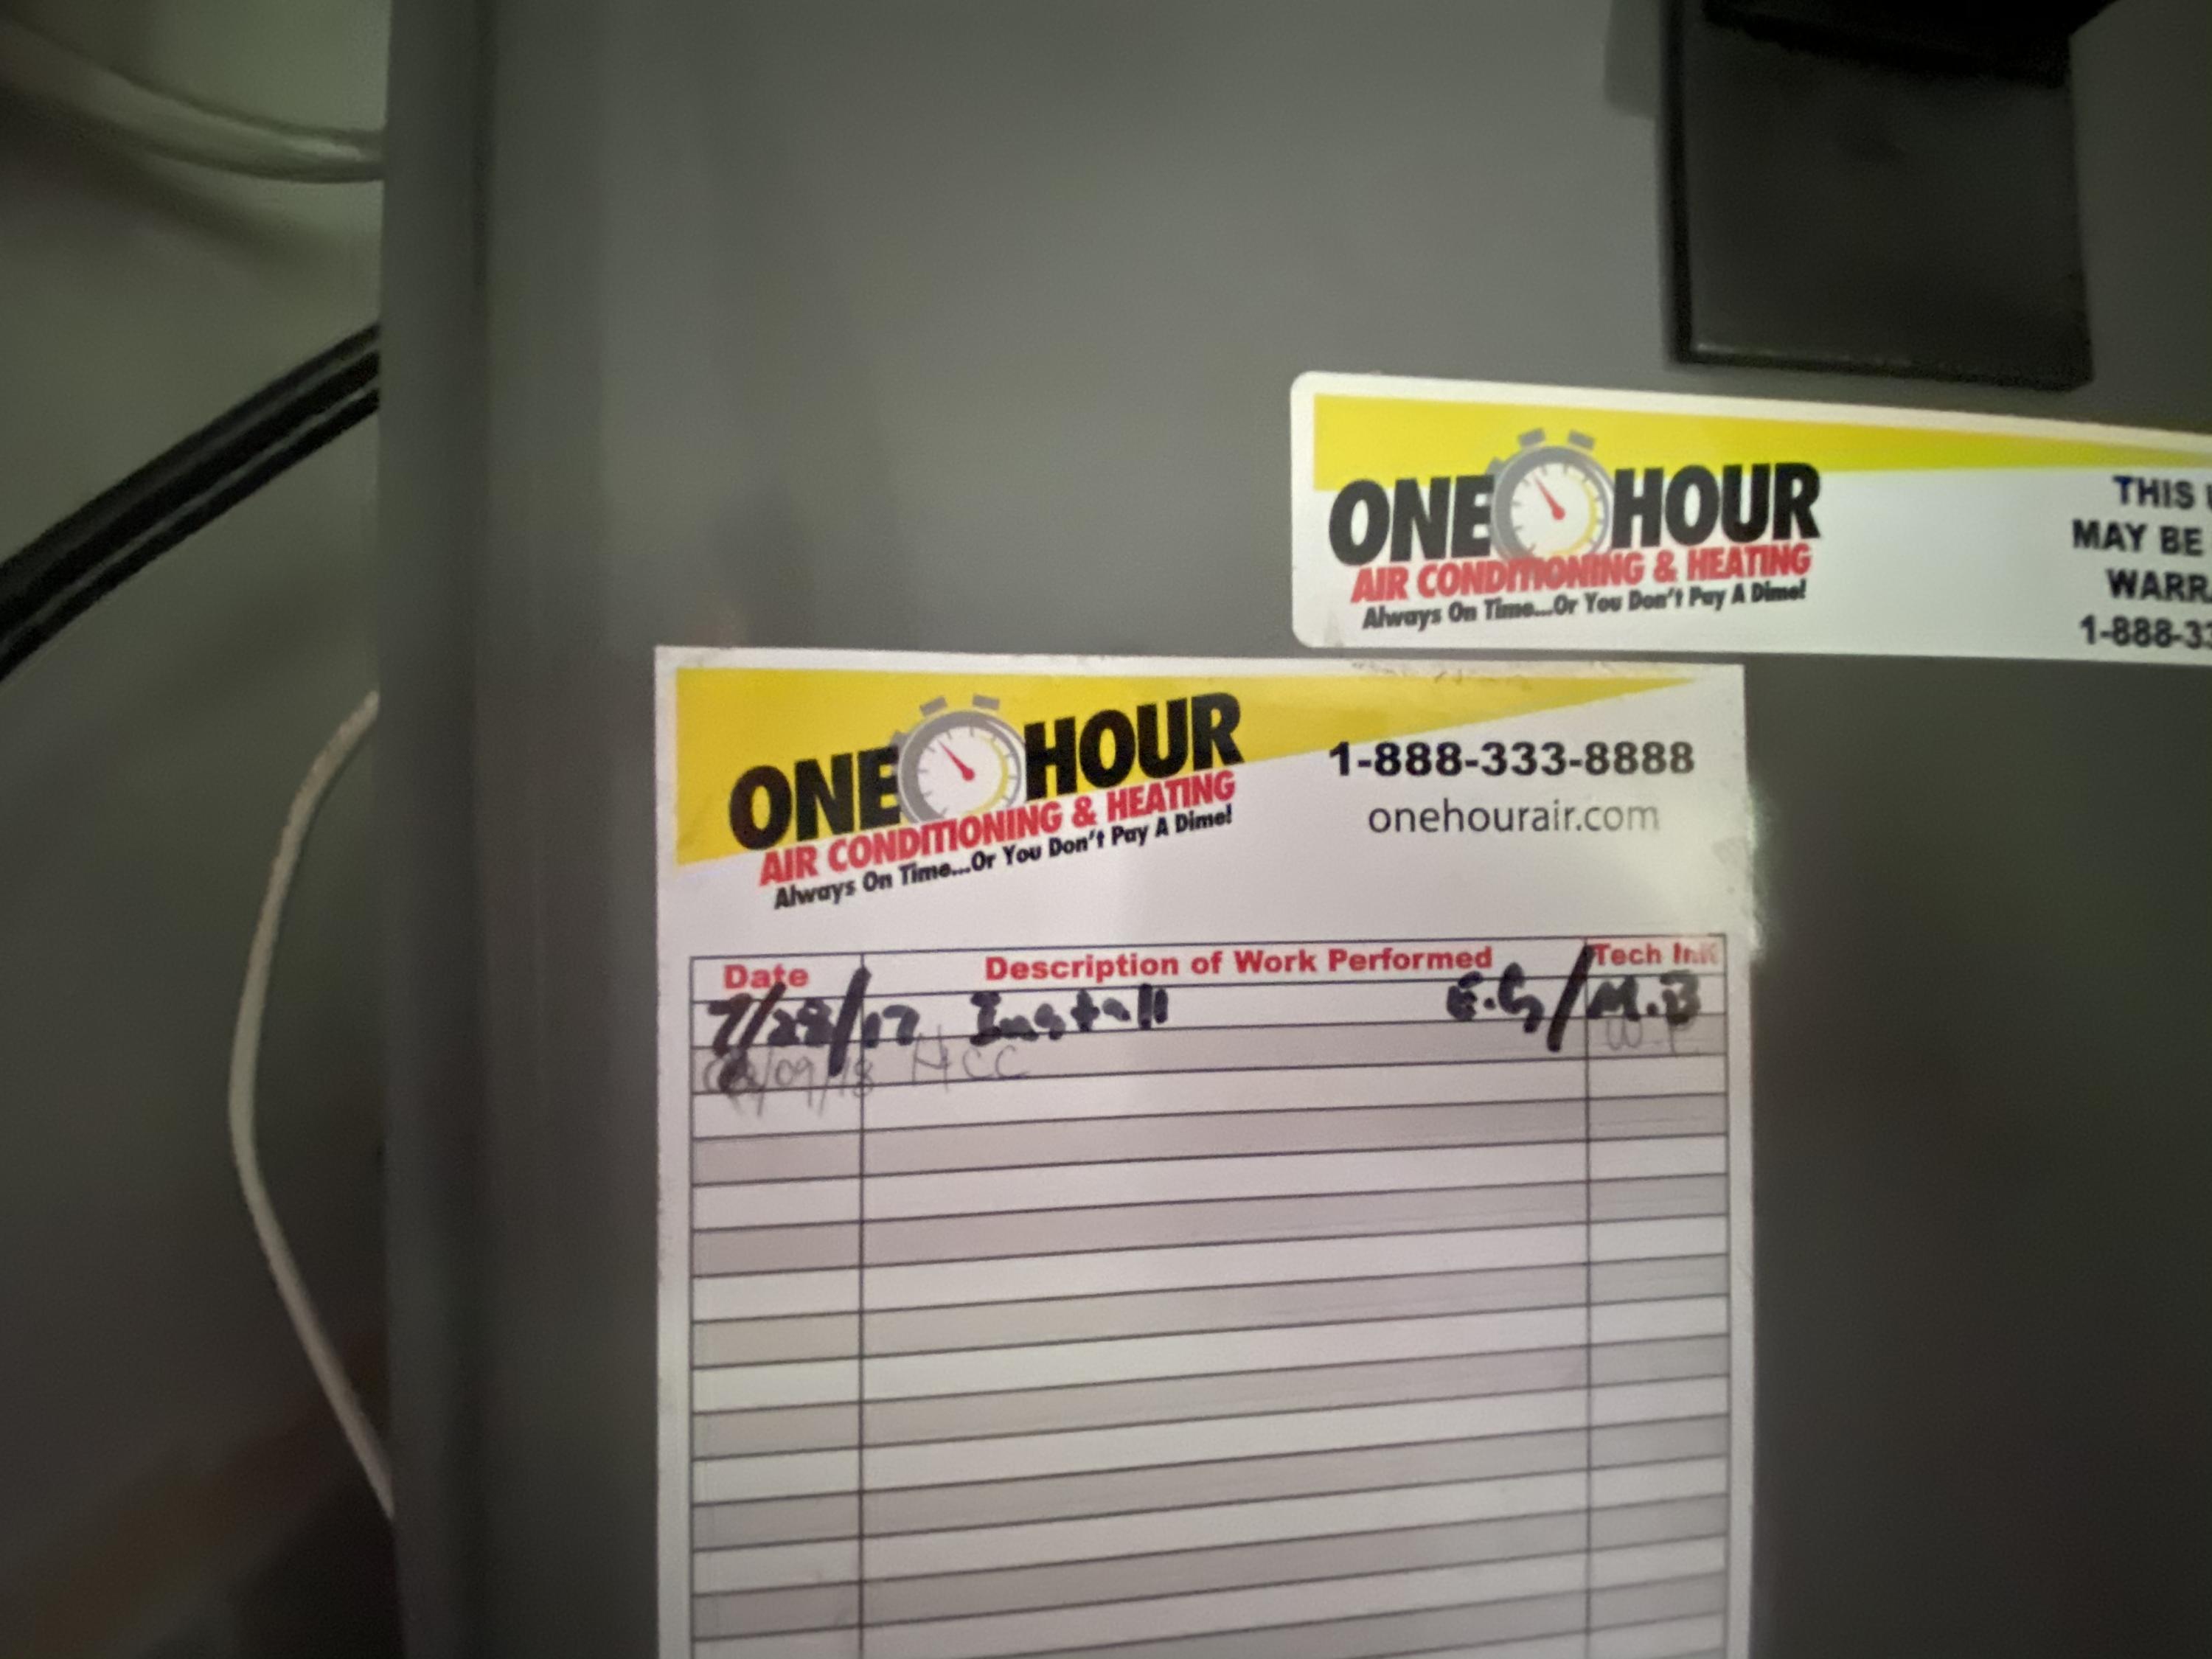 ONE HOUR
AIR CONDITIONING & HEATING
Always On Time...Or You Don't Pay A Dime!
THIS
MAY BE
WARR
1-888-33
ONE HOUR
AIR CONDITIONING & HEATING
Always On Time...Or You Don't Pay A Dime!
1-888-333-8888
onehourair.com
Date Description of Work Performed Tech Init
7/28/17 Install E.G/M.B
/09/18 HCC